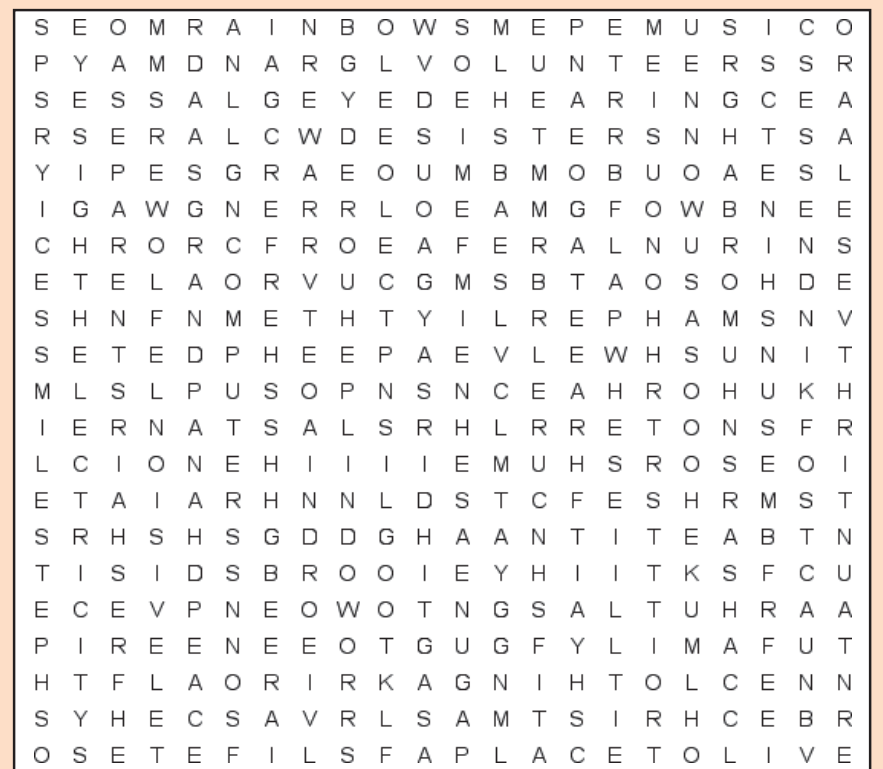 S E O M R A I N B O W S M E P E M U S I C O
P Y A M D N A R G L V O L U N T E E R S S R
S E S S A L G E Y E D E H E A R I N G C E A
R S E R A L C W D E S I S T E R S N H T S A
Y I P E S G R A E O U M B M O B U O A E S L
I G A W G N E R R L O E A M G F O W B N E E
C H R O R C F R O E A F E R A L N U R I N S
E T E L A O R V U C G M S B T A O S O H D E
S H N F N M E T H T Y I L R E P H A M S N V
S E T E D P H E E P A E V L E W H S U N I T
M L S L P U S O P N S N C E A H R O H U K H
I E R N A T S A L S R H L R R E T O N S F R
L C I O N E H I I I I E M U H S R O S E O I
E T A I A R H N N L D S T C F E S H R M S T
S R H S H S G D D G H A A N T I T E A B T N
T I S I D S B R O O I E Y H I I T K S F C U
E C E V P N E O W O T N G S A L T U H R A A
P I R E E N E E O T G U G F Y L I M A F U T
H T F L A O R I R K A G N I H T O L C E N N
S Y H E C S A V R L S A M T S I R H C E B R
O S E T E F I L S F A P L A C E T O L I V E